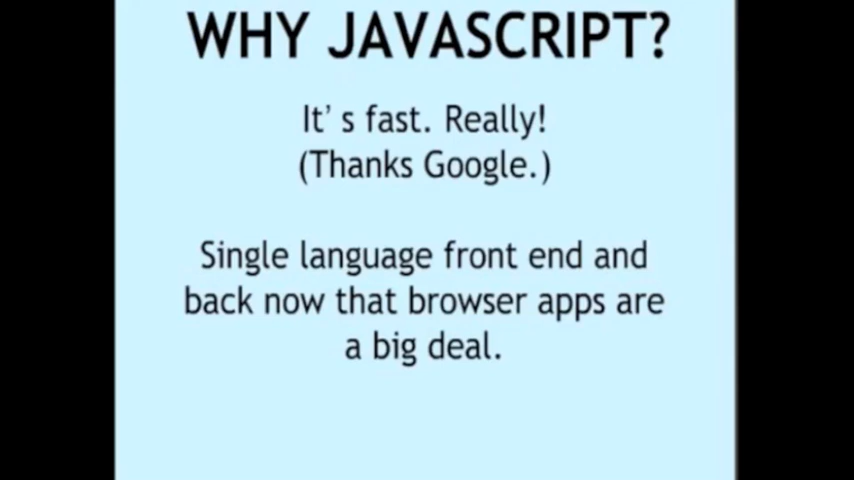 WHY JAVASCRIPT?
It's fast. Really!
(Thanks Google.)
Single language front end and
back now that browser apps are
a big deal.